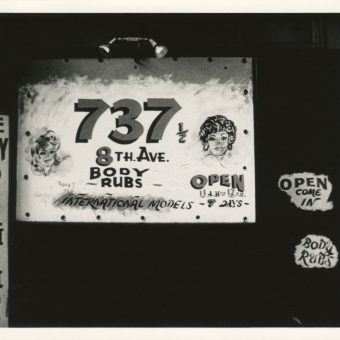 737 1/2
8TH. AVE.
BODY
~ RUBS ~
OPEN
INTERNATIONAL MODELS ~ 7 DAYS ~
OPEN
COME
IN
BODY
RUBS